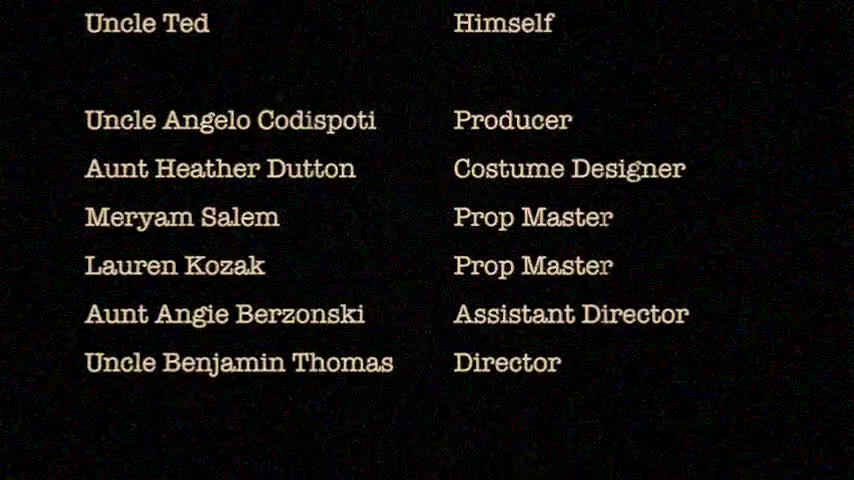 Uncle Ted Himself
Uncle Angelo Codispoti Producer
Aunt Heather Dutton Costume Designer
Meryam Salem Prop Master
Lauren Kozak Prop Master
Aunt Angie Berzonski Assistant Director
Uncle Benjamin Thomas Director